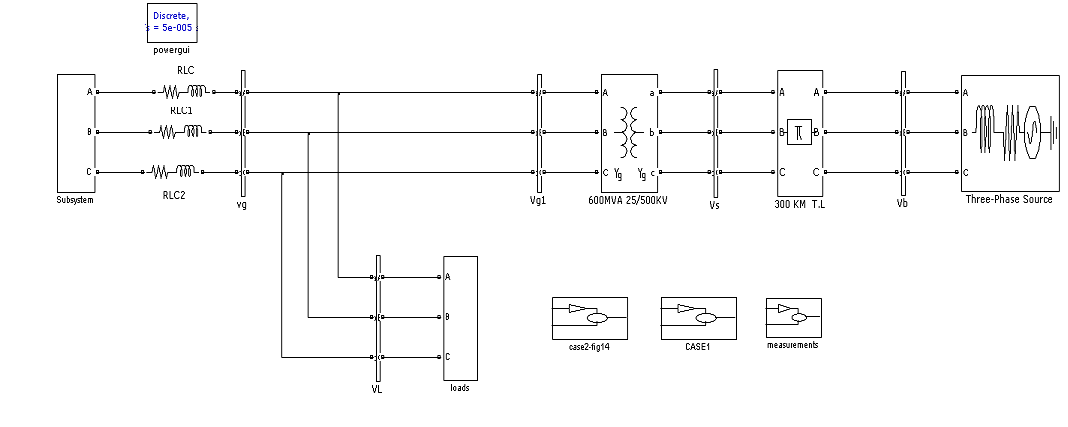 Discrete,
s = 5e-005 s
powergui
RLC
RLC1
RLC2
A
B
C
Subsystem
vg
Vg1
A a
B b
C Yg Yg c
600MVA 25/500KV
Vs
A A
B π B
C C
300 KM T.L
Vb
A
B
C
Three-Phase Source
A
B
C
VL
loads
case2-fig14
CASE1
measurements